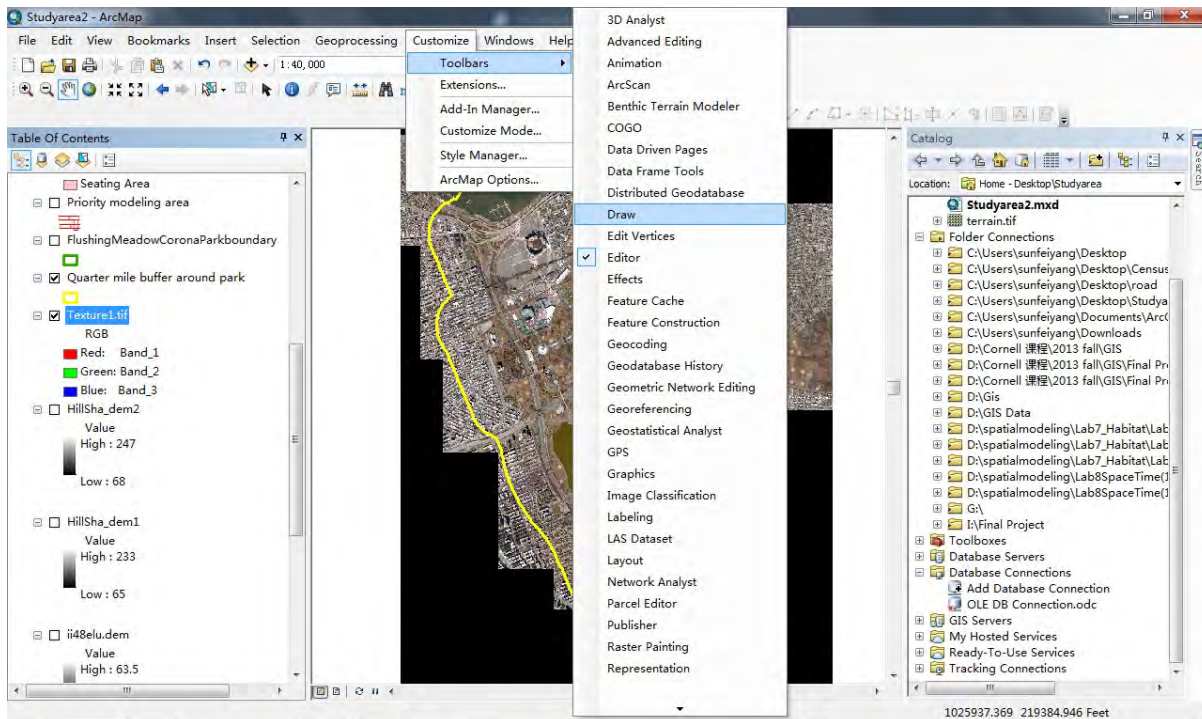 Studyarea2 - ArcMap
File Edit View Bookmarks Insert Selection Geoprocessing Customize Windows Help
1:40,000
Toolbars
Extensions...
Add-In Manager...
Customize Mode...
Style Manager...
ArcMap Options...
3D Analyst
Advanced Editing
Animation
ArcScan
Benthic Terrain Modeler
COGO
Data Driven Pages
Data Frame Tools
Distributed Geodatabase
Draw
Edit Vertices
Editor
Effects
Feature Cache
Feature Construction
Geocoding
Geodatabase History
Geometric Network Editing
Georeferencing
Geostatistical Analyst
GPS
Graphics
Image Classification
Labeling
LAS Dataset
Layout
Network Analyst
Parcel Editor
Publisher
Raster Painting
Representation
Table Of Contents
Seating Area
Priority modeling area
FlushingMeadowCoronaParkboundary
Quarter mile buffer around park
Texture1.tif
RGB
Red: Band_1
Green: Band_2
Blue: Band_3
HillSha_dem2
Value
High : 247
Low : 68
HillSha_dem1
Value
High : 233
Low : 65
ii48elu.dem
Value
High : 63.5
Catalog
Location: Home - Desktop\Studyarea
Studyarea2.mxd
terrain.tif
Folder Connections
C:\Users\sunfeiyang\Desktop
C:\Users\sunfeiyang\Desktop\Census
C:\Users\sunfeiyang\Desktop\road
C:\Users\sunfeiyang\Desktop\Studya
C:\Users\sunfeiyang\Documents\Arc
C:\Users\sunfeiyang\Downloads
D:\Cornell 课程\2013 fall\GIS
D:\Cornell 课程\2013 fall\GIS\Final Pr
D:\Cornell 课程\2013 fall\GIS\Final Pr
D:\Gis
D:\GIS Data
D:\spatialmodeling\Lab7_Habitat\Lab
D:\spatialmodeling\Lab7_Habitat\Lab
D:\spatialmodeling\Lab8SpaceTime(1
D:\spatialmodeling\Lab8SpaceTime(1
G:\
I:\Final Project
Toolboxes
Database Servers
Database Connections
Add Database Connection
OLE DB Connection.odc
GIS Servers
My Hosted Services
Ready-To-Use Services
Tracking Connections
Search
1025937.369 219384.946 Feet